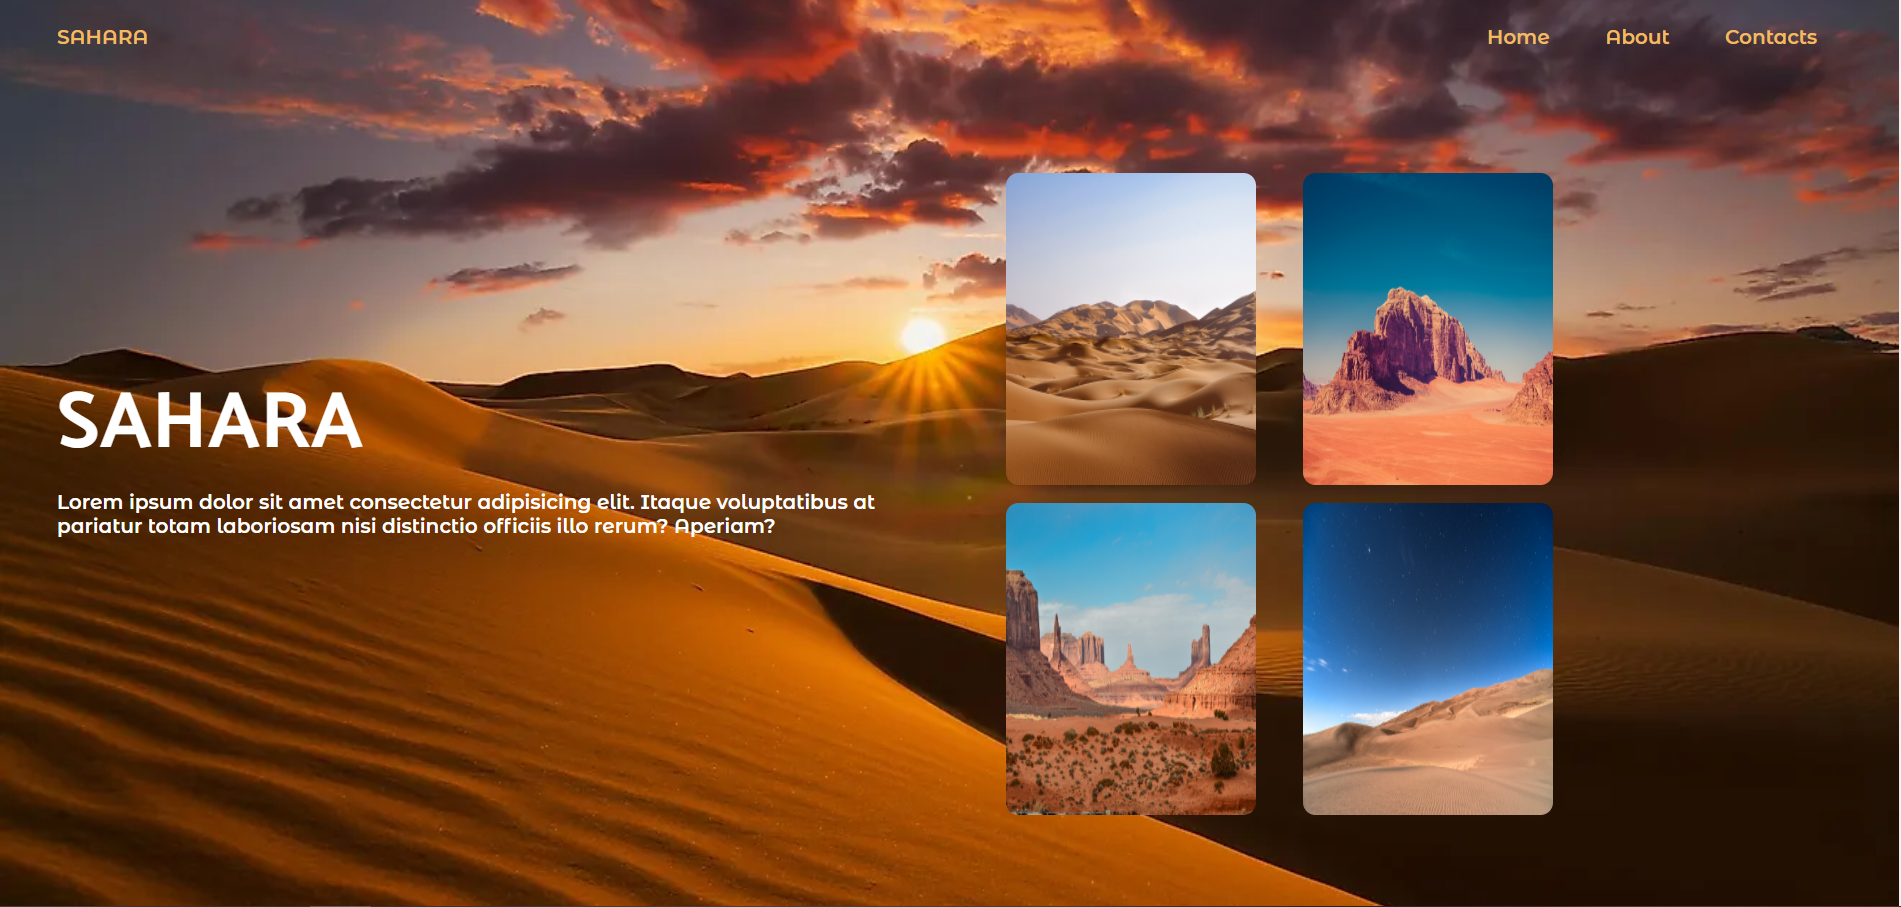 SAHARA
Home
About
Contacts
SAHARA
Lorem ipsum dolor sit amet consectetur adipisicing elit. Itaque voluptatibus at
pariatur totam laboriosam nisi distinctio officiis illo rerum? Aperiam?